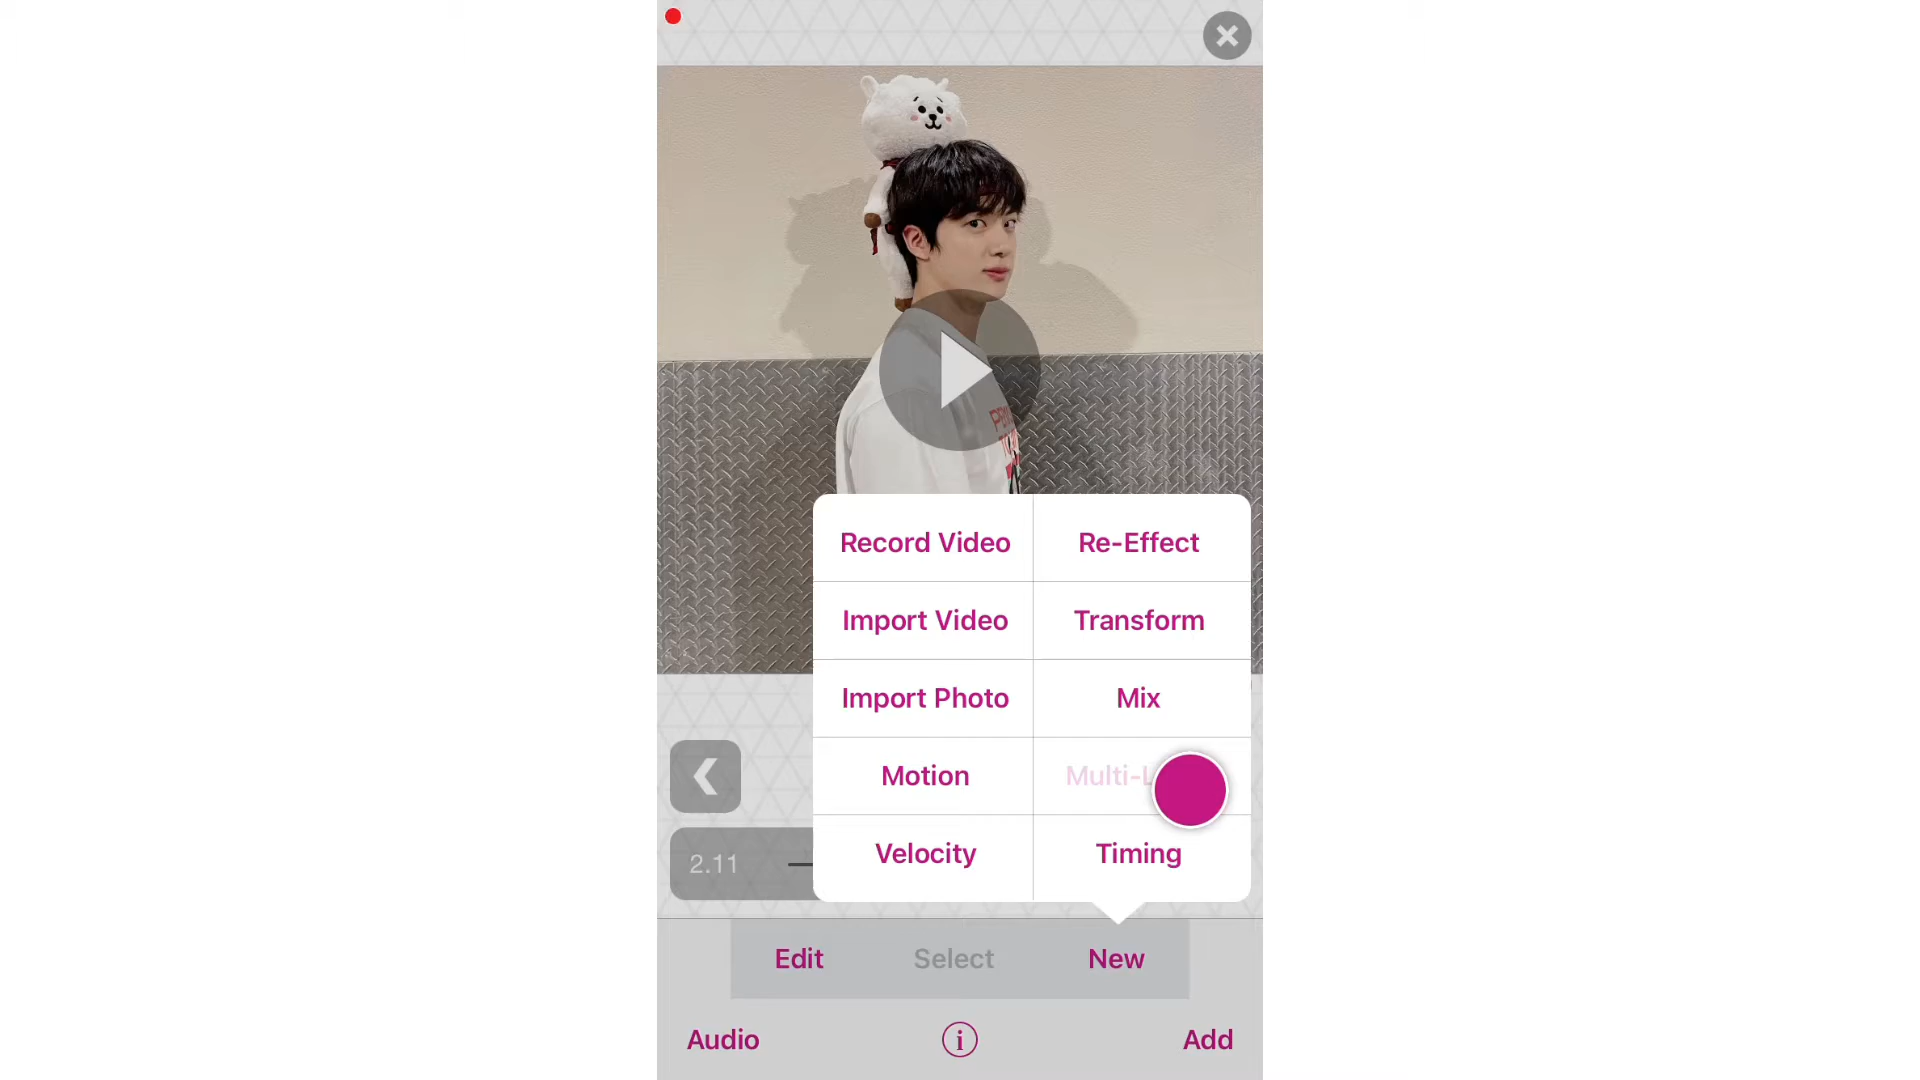 Record Video Re-Effect
Import Video Transform
Import Photo Mix
Motion
Velocity Timing
2.11
Edit Select New
Audio i Add